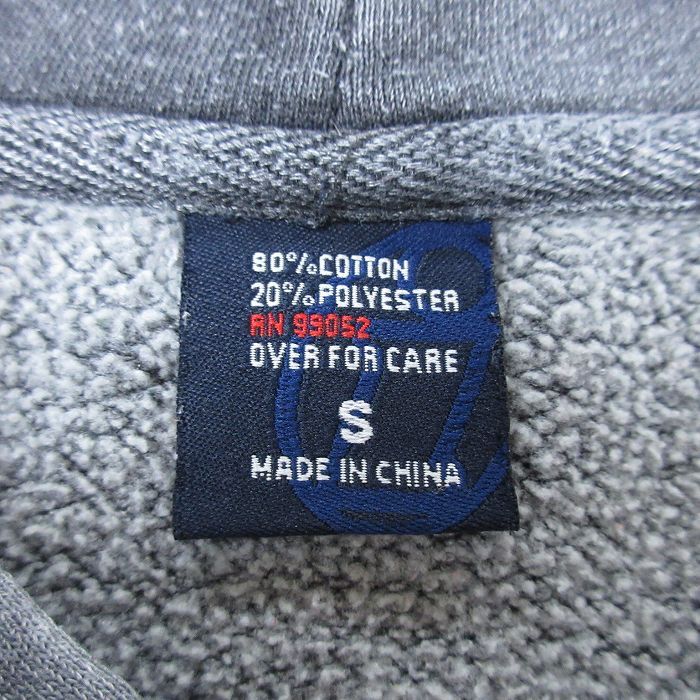 80% COTTON
20% POLYESTER
RN 99052
OVER FOR CARE
S
MADE IN CHINA